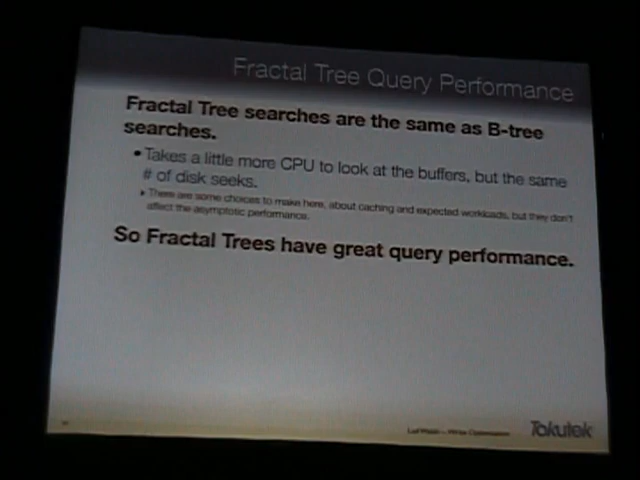 Fractal Tree Query Performance
Fractal Tree searches are the same as B-tree
searches.
• Takes a little more CPU to look at the buffers, but the same
# of disk seeks.
‣ There are some choices to make here, about caching and expected workloads, but they don't
affect the asymptotic performance.
So Fractal Trees have great query performance.
Tokutek